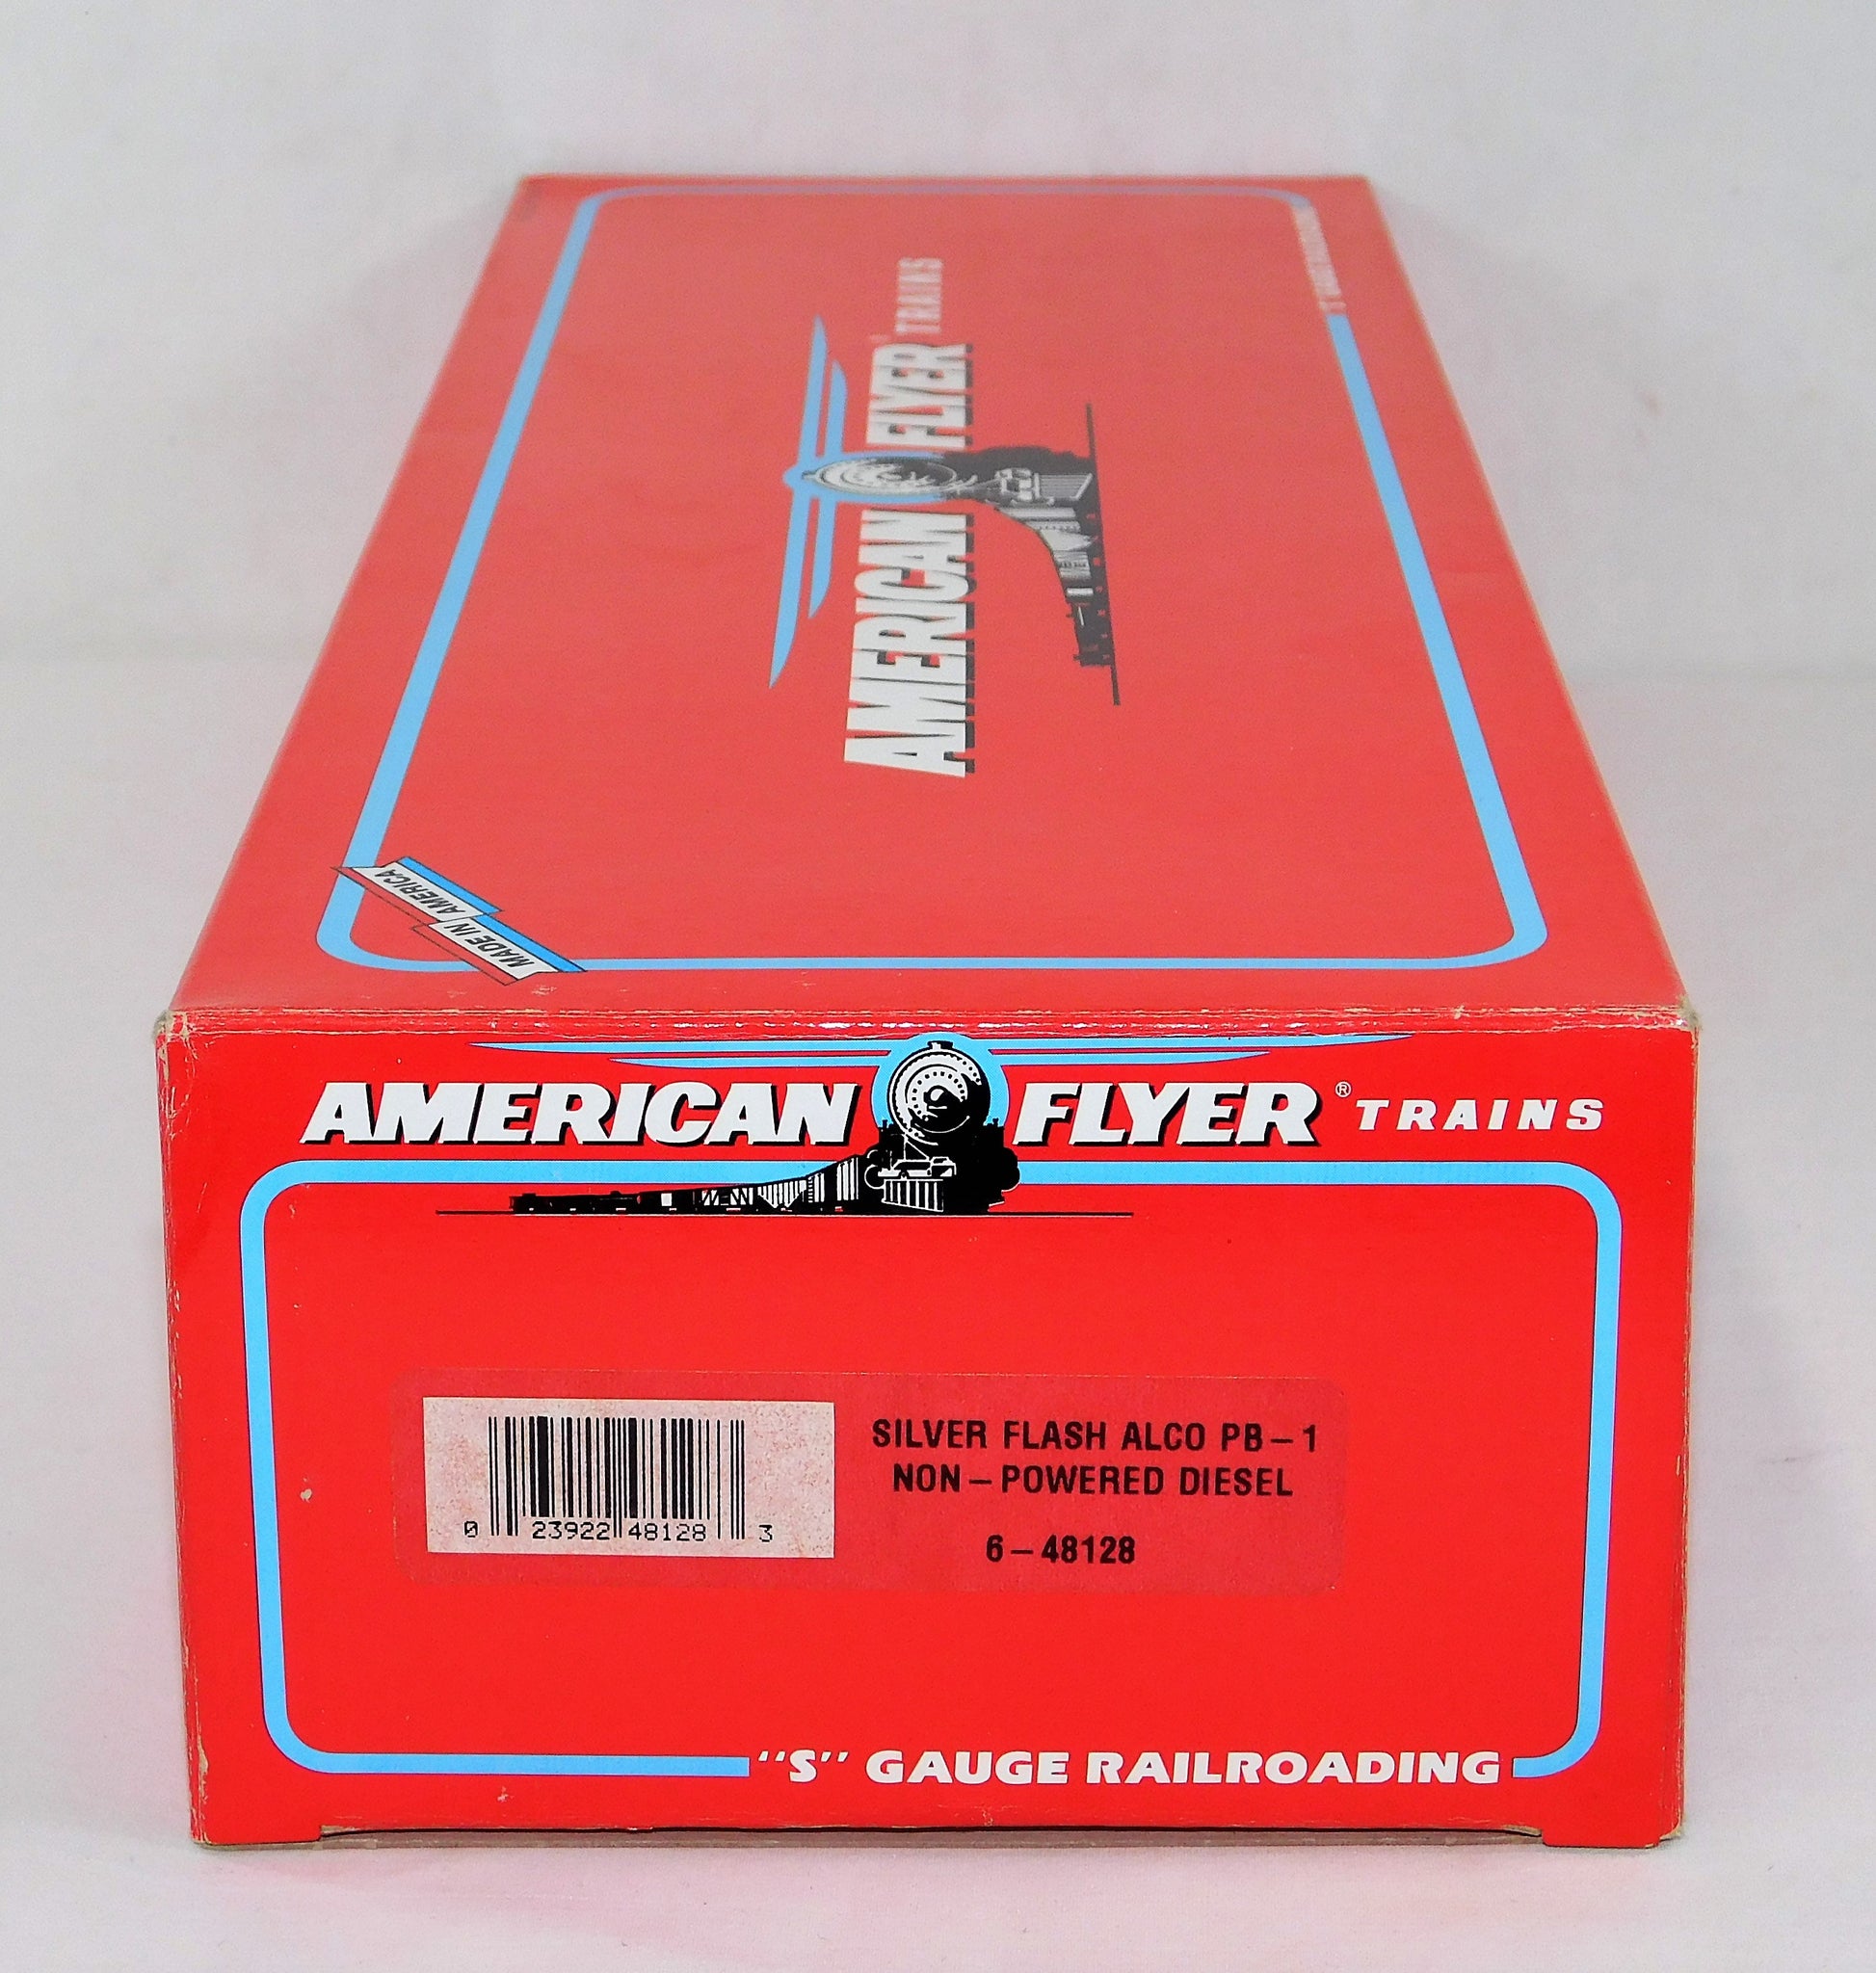 AMERICAN FLYER TRAINS
MADE IN AMERICA
AMERICAN FLYER® TRAINS
0 23922 48128 3
SILVER FLASH ALCO PB-1
NON-POWERED DIESEL
6-48128
"S" GAUGE RAILROADING